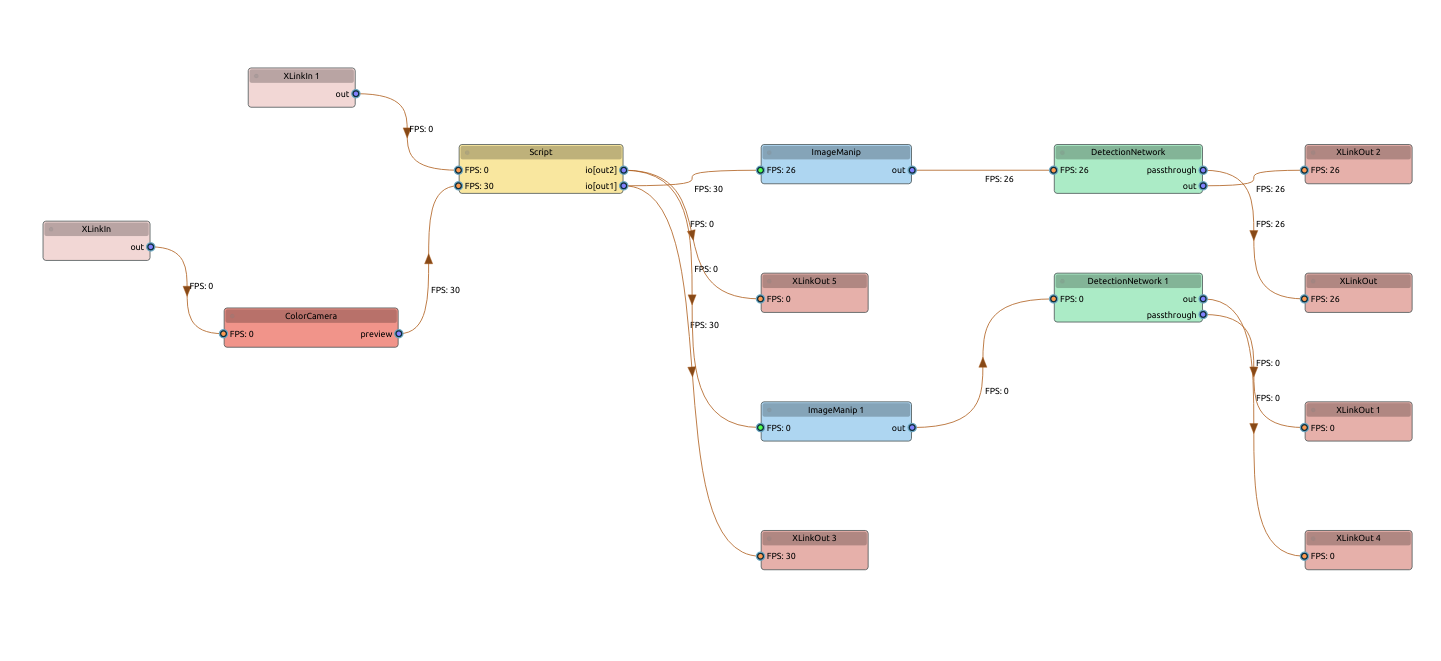 XLinkIn 1
out
FPS: 0
Script
FPS: 0 io[out2]
FPS: 30 io[out1]
ImageManip
FPS: 26 out
DetectionNetwork
FPS: 26 passthrough
out
XLinkOut 2
FPS: 26
FPS: 30
FPS: 26
FPS: 26
FPS: 0
FPS: 26
XLinkIn
out
FPS: 0
FPS: 30
ColorCamera
FPS: 0 preview
FPS: 0
FPS: 30
XLinkOut 5
FPS: 0
DetectionNetwork 1
FPS: 0 out
passthrough
XLinkOut
FPS: 26
FPS: 0
FPS: 0
FPS: 0
ImageManip 1
FPS: 0 out
XLinkOut 1
FPS: 0
XLinkOut 3
FPS: 30
XLinkOut 4
FPS: 0